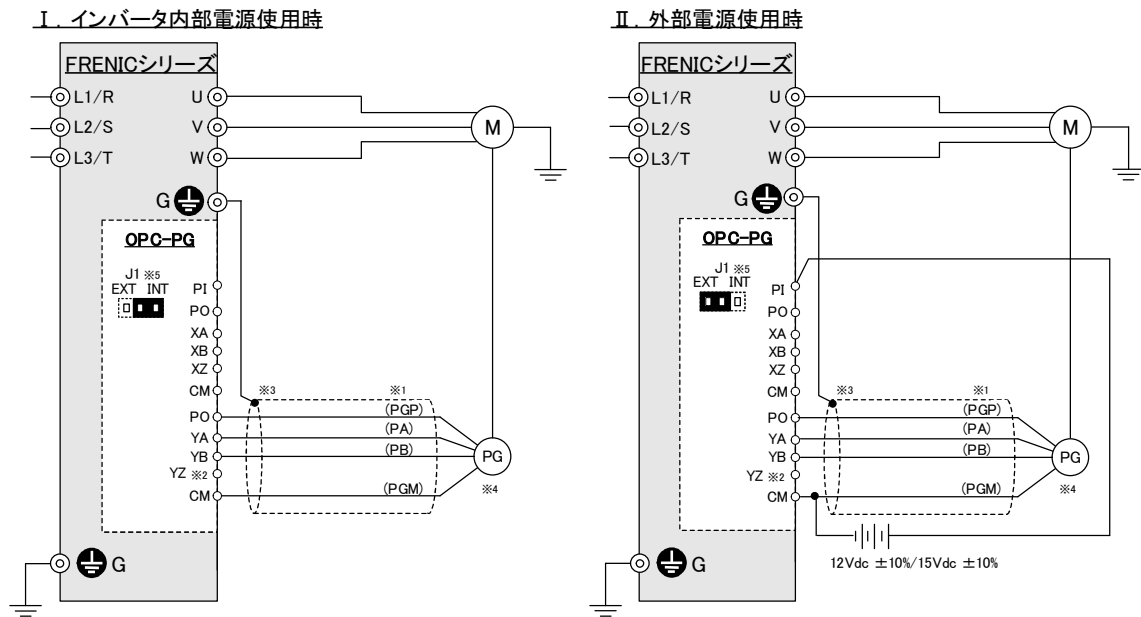 Ⅰ．インバータ内部電源使用時
FRENICシリーズ
L1/R
U
M
L2/S
V
L3/T
W
G
OPC-PG
J1 ※5
EXT INT
PI
PO
XA
XB
XZ
CM
※3
※1
PO
(PGP)
YA
(PA)
YB
(PB)
PG
YZ ※2
※4
CM
(PGM)
G
Ⅱ．外部電源使用時
FRENICシリーズ
L1/R
U
M
L2/S
V
L3/T
W
G
OPC-PG
J1 ※5
EXT INT
PI
PO
XA
XB
XZ
CM
※3
※1
PO
(PGP)
YA
(PA)
YB
(PB)
PG
YZ ※2
※4
CM
(PGM)
12Vdc ±10%/15Vdc ±10%
G